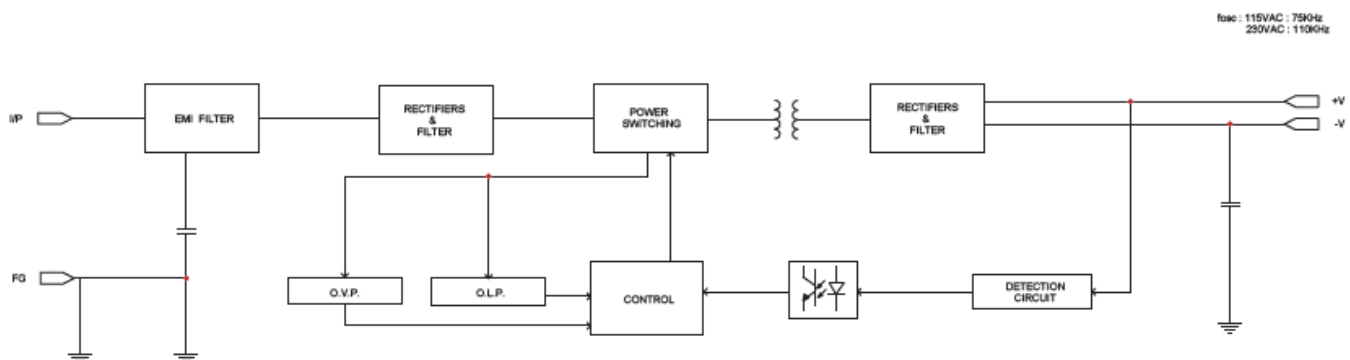 fosc : 115VAC : 75KHz
230VAC : 110KHz
I/P
EMI FILTER
RECTIFIERS
&
FILTER
POWER
SWITCHING
RECTIFIERS
&
FILTER
+V
-V
FG
O.V.P.
O.L.P.
CONTROL
DETECTION
CIRCUIT